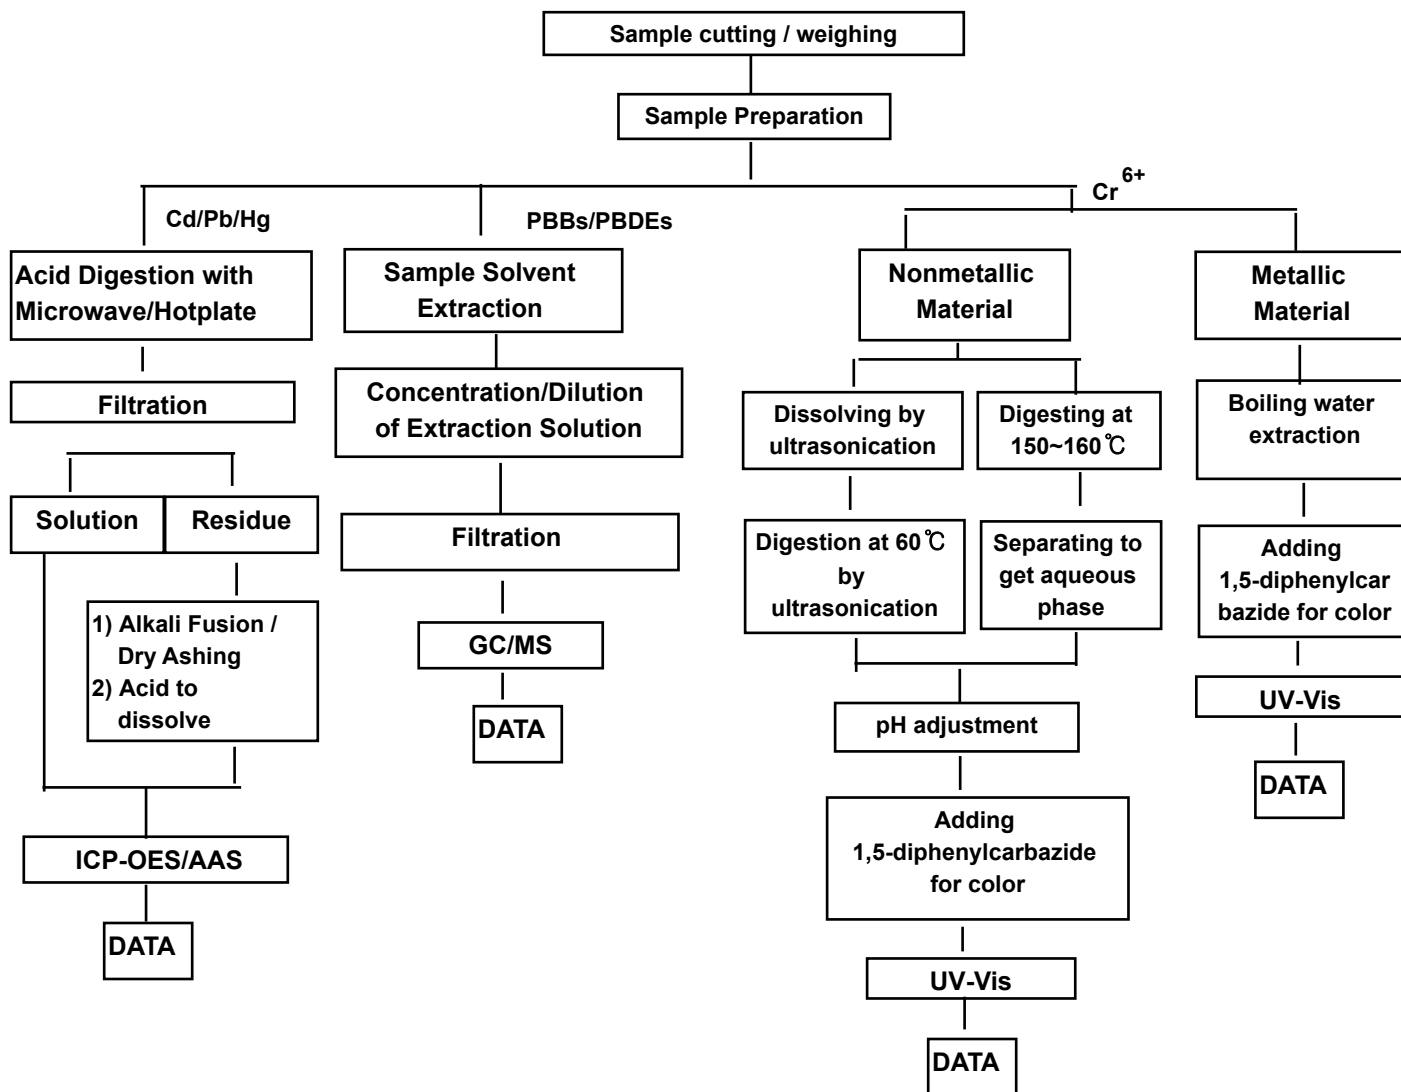 Sample cutting / weighing
Sample Preparation
Cr 6+
Cd/Pb/Hg
PBBs/PBDEs
Acid Digestion with
Microwave/Hotplate
Sample Solvent
Extraction
Nonmetallic
Material
Metallic
Material
Filtration
Concentration/Dilution
of Extraction Solution
Dissolving by
ultrasonication
Digesting at
150~160℃
Boiling water
extraction
Solution
Residue
Filtration
Digestion at 60℃
by
ultrasonication
Separating to
get aqueous
phase
Adding
1,5-diphenylcar
bazide for color
1) Alkali Fusion /
Dry Ashing
2) Acid to
dissolve
GC/MS
DATA
pH adjustment
UV-Vis
DATA
ICP-OES/AAS
DATA
Adding
1,5-diphenylcarbazide
for color
UV-Vis
DATA